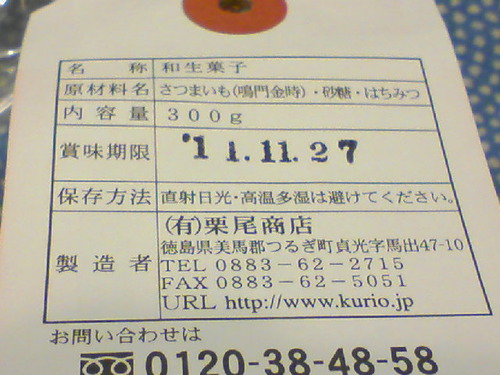 名称 和生菓子
原材料名 さつまいも(鳴門金時)・砂糖・はちみつ
内容量 300g
賞味期限 '11.11.27
保存方法 直射日光・高温多湿は避けてください。
製造者 (有)栗尾商店
徳島県美馬郡つるぎ町貞光字馬出47-10
TEL 0883-62-2715
FAX 0883-62-5051
URL http://www.kurio.jp
お問い合わせは
0120-38-48-58